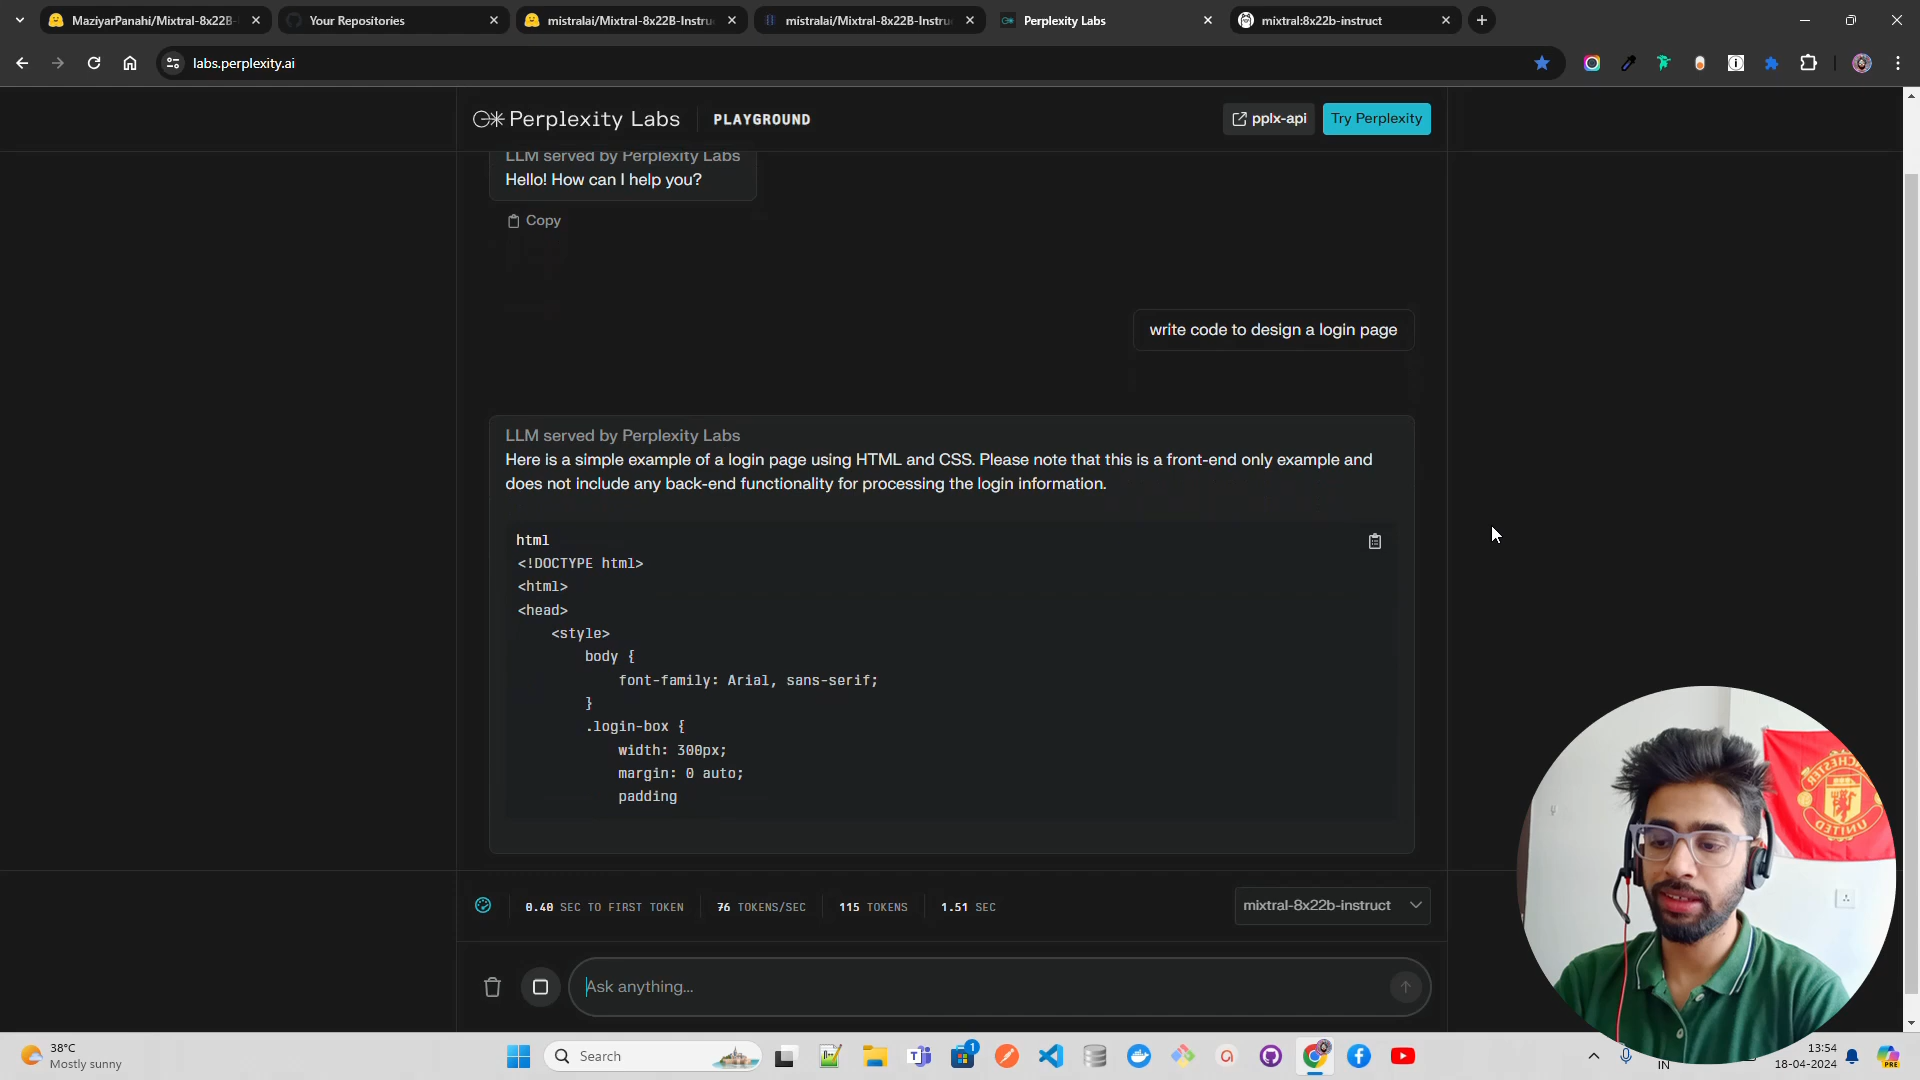 MaziyarPanahi/Mixtral-8x22B-
Your Repositories
mistralai/Mixtral-8x22B-Instru
mistralai/Mixtral-8x22B-Instru
Perplexity Labs
mixtral:8x22b-instruct
labs.perplexity.ai
Perplexity Labs
PLAYGROUND
pplx-api
Try Perplexity
LLM served by Perplexity Labs
Hello! How can I help you?
Copy
write code to design a login page
LLM served by Perplexity Labs
Here is a simple example of a login page using HTML and CSS. Please note that this is a front-end only example and
does not include any back-end functionality for processing the login information.
html
<!DOCTYPE html>
<html>
<head>
<style>
body {
font-family: Arial, sans-serif;
}
.login-box {
width: 300px;
margin: 0 auto;
padding
0.40 SEC TO FIRST TOKEN
76 TOKENS/SEC
115 TOKENS
1.51 SEC
mixtral-8x22b-instruct
Ask anything...
MANCHESTER
UNITED
38°C
Mostly sunny
Search
1
PRE
IN
13:54
18-04-2024